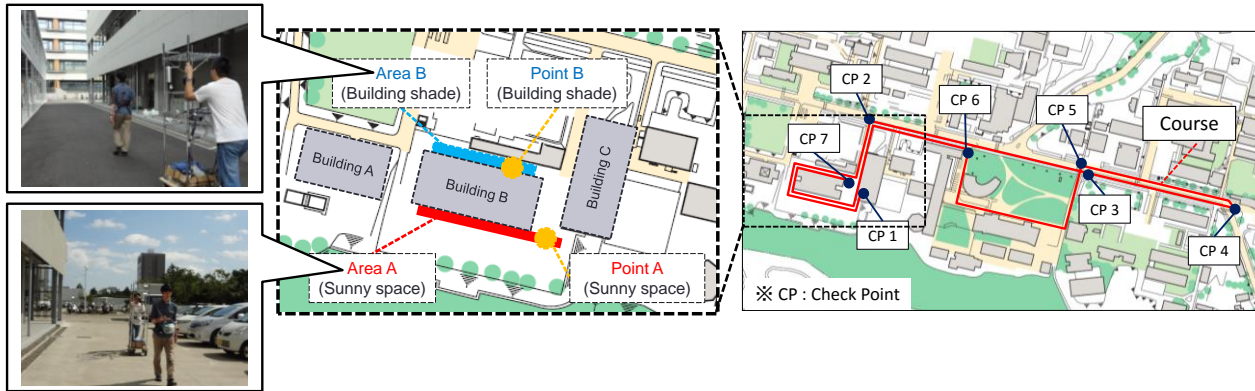 Area B
(Building shade)
Point B
(Building shade)
Building A
Building B
Building C
Area A
(Sunny space)
Point A
(Sunny space)
CP 2
CP 6
CP 5
Course
CP 7
CP 1
CP 3
CP 4
※ CP : Check Point